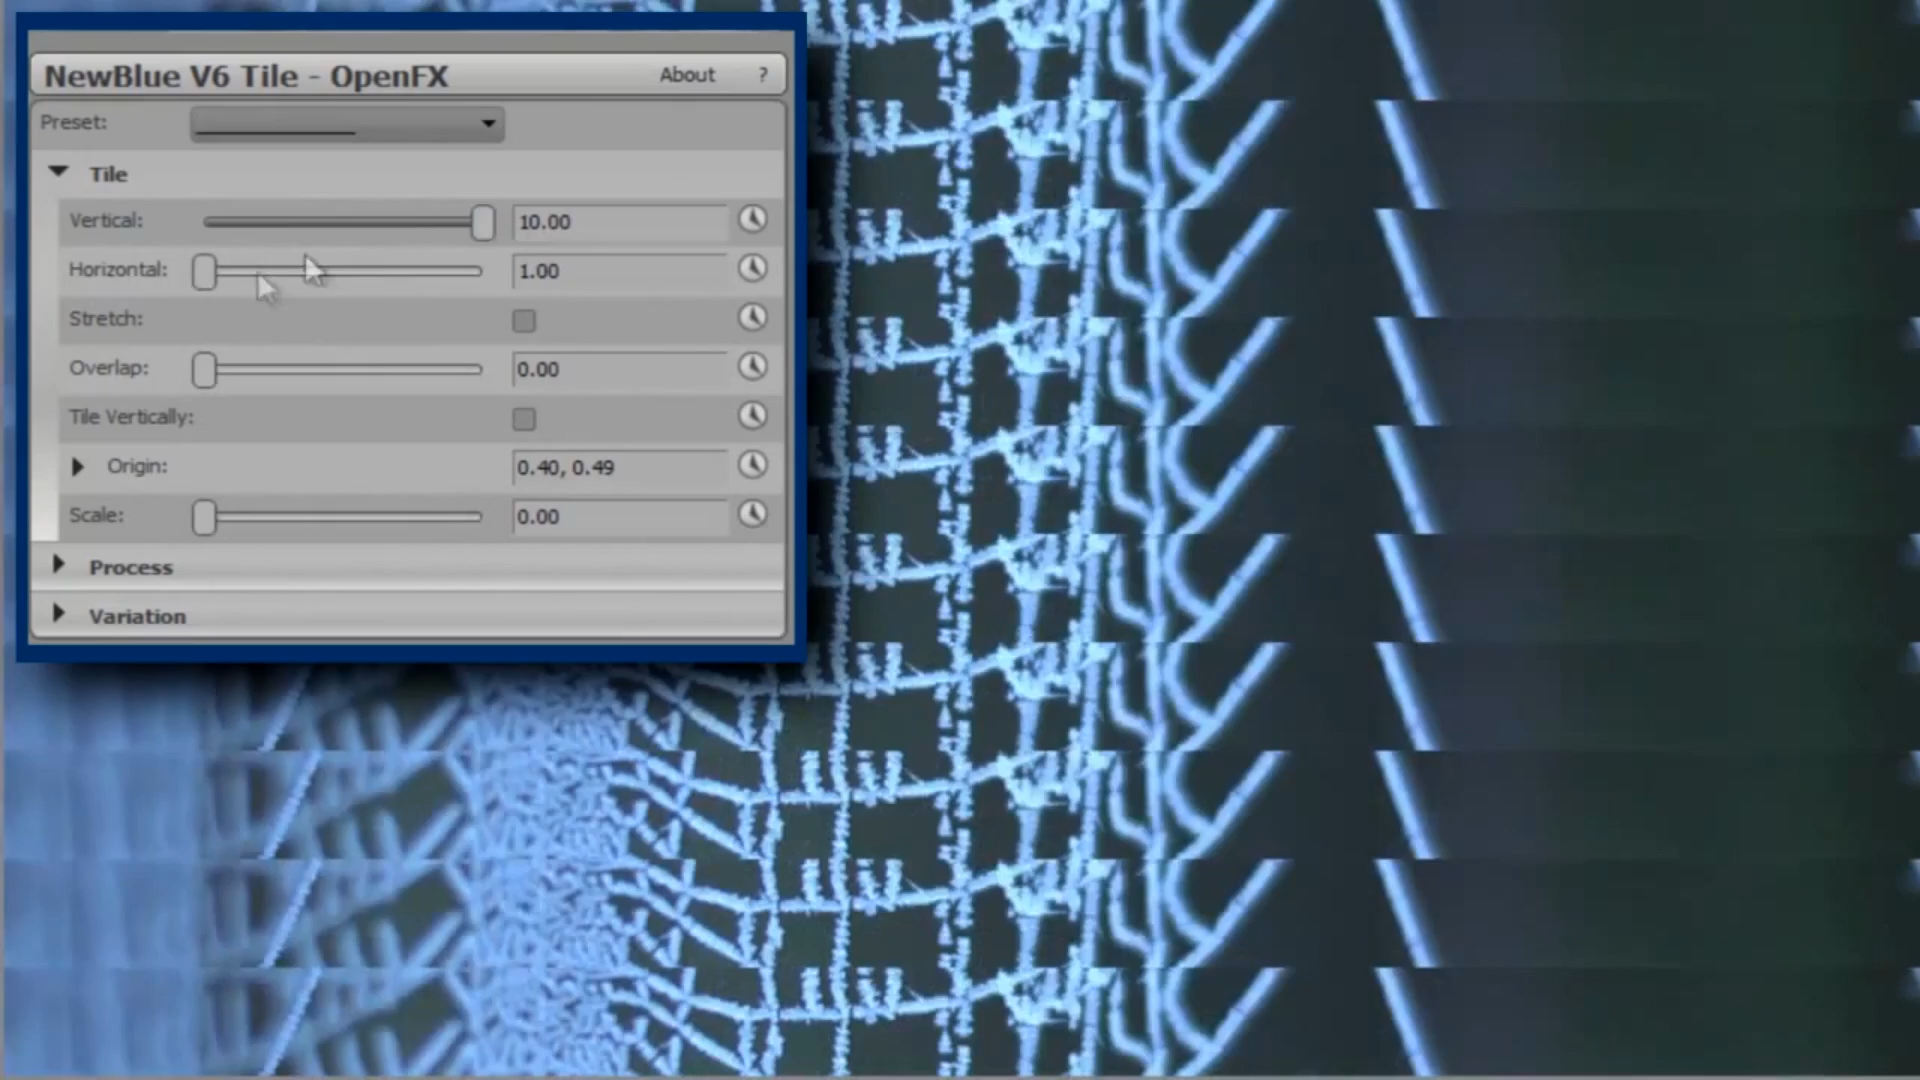 NewBlue V6 Tile - OpenFX About ?
Preset:
Tile
Vertical: 10.00
Horizontal: 1.00
Stretch:
Overlap: 0.00
Tile Vertically:
Origin: 0.40, 0.49
Scale: 0.00
Process
Variation